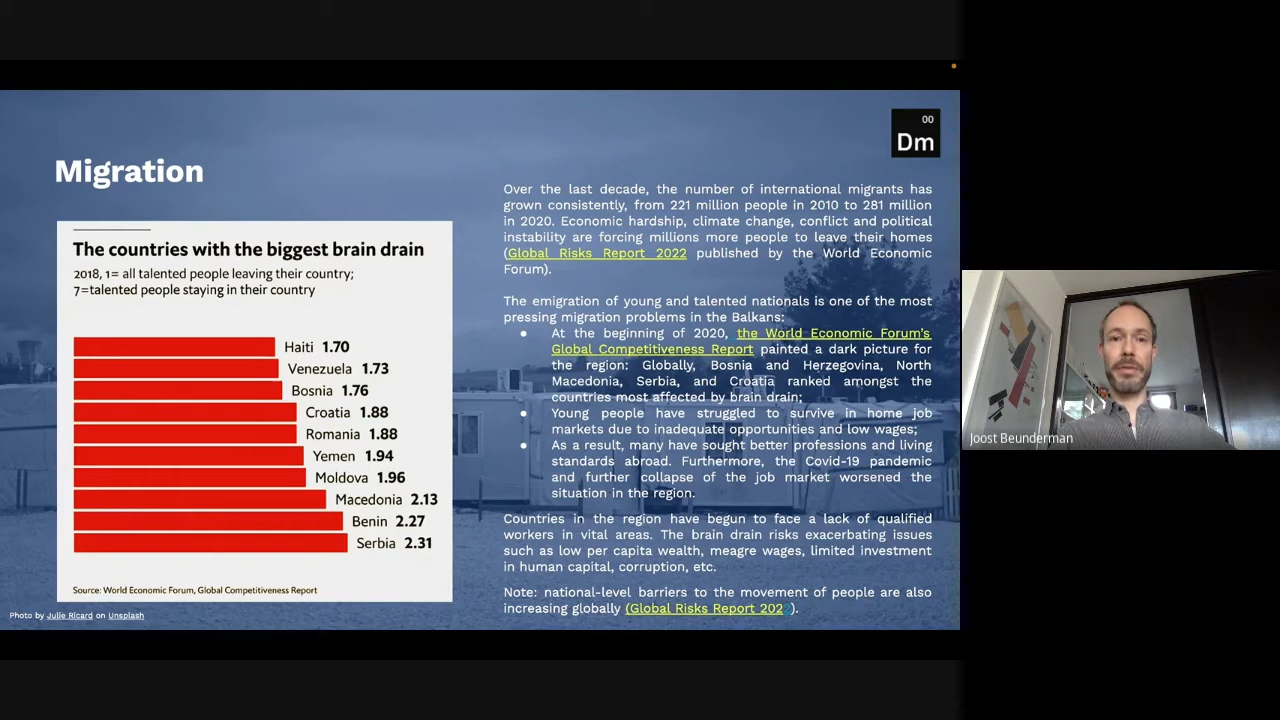 00
Dm
Migration
The countries with the biggest brain drain
2018, 1= all talented people leaving their country;
7=talented people staying in their country
Haiti 1.70
Venezuela 1.73
Bosnia 1.76
Croatia 1.88
Romania 1.88
Yemen 1.94
Moldova 1.96
Macedonia 2.13
Benin 2.27
Serbia 2.31
Source: World Economic Forum, Global Competitiveness Report
Photo by Julie Ricard on Unsplash
Over the last decade, the number of international migrants has
grown consistently, from 221 million people in 2010 to 281 million
in 2020. Economic hardship, climate change, conflict and political
instability are forcing millions more people to leave their homes
(Global Risks Report 2022 published by the World Economic
Forum).
The emigration of young and talented nationals is one of the most
pressing migration problems in the Balkans:
● At the beginning of 2020, the World Economic Forum's
Global Competitiveness Report painted a dark picture for
the region: Globally, Bosnia and Herzegovina, North
Macedonia, Serbia, and Croatia ranked amongst the
countries most affected by brain drain;
● Young people have struggled to survive in home job
markets due to inadequate opportunities and low wages;
● As a result, many have sought better professions and living
standards abroad. Furthermore, the Covid-19 pandemic
and further collapse of the job market worsened the
situation in the region.
Countries in the region have begun to face a lack of qualified
workers in vital areas. The brain drain risks exacerbating issues
such as low per capita wealth, meagre wages, limited investment
in human capital, corruption, etc.
Note: national-level barriers to the movement of people are also
increasing globally (Global Risks Report 2022).
Joost Beunderman